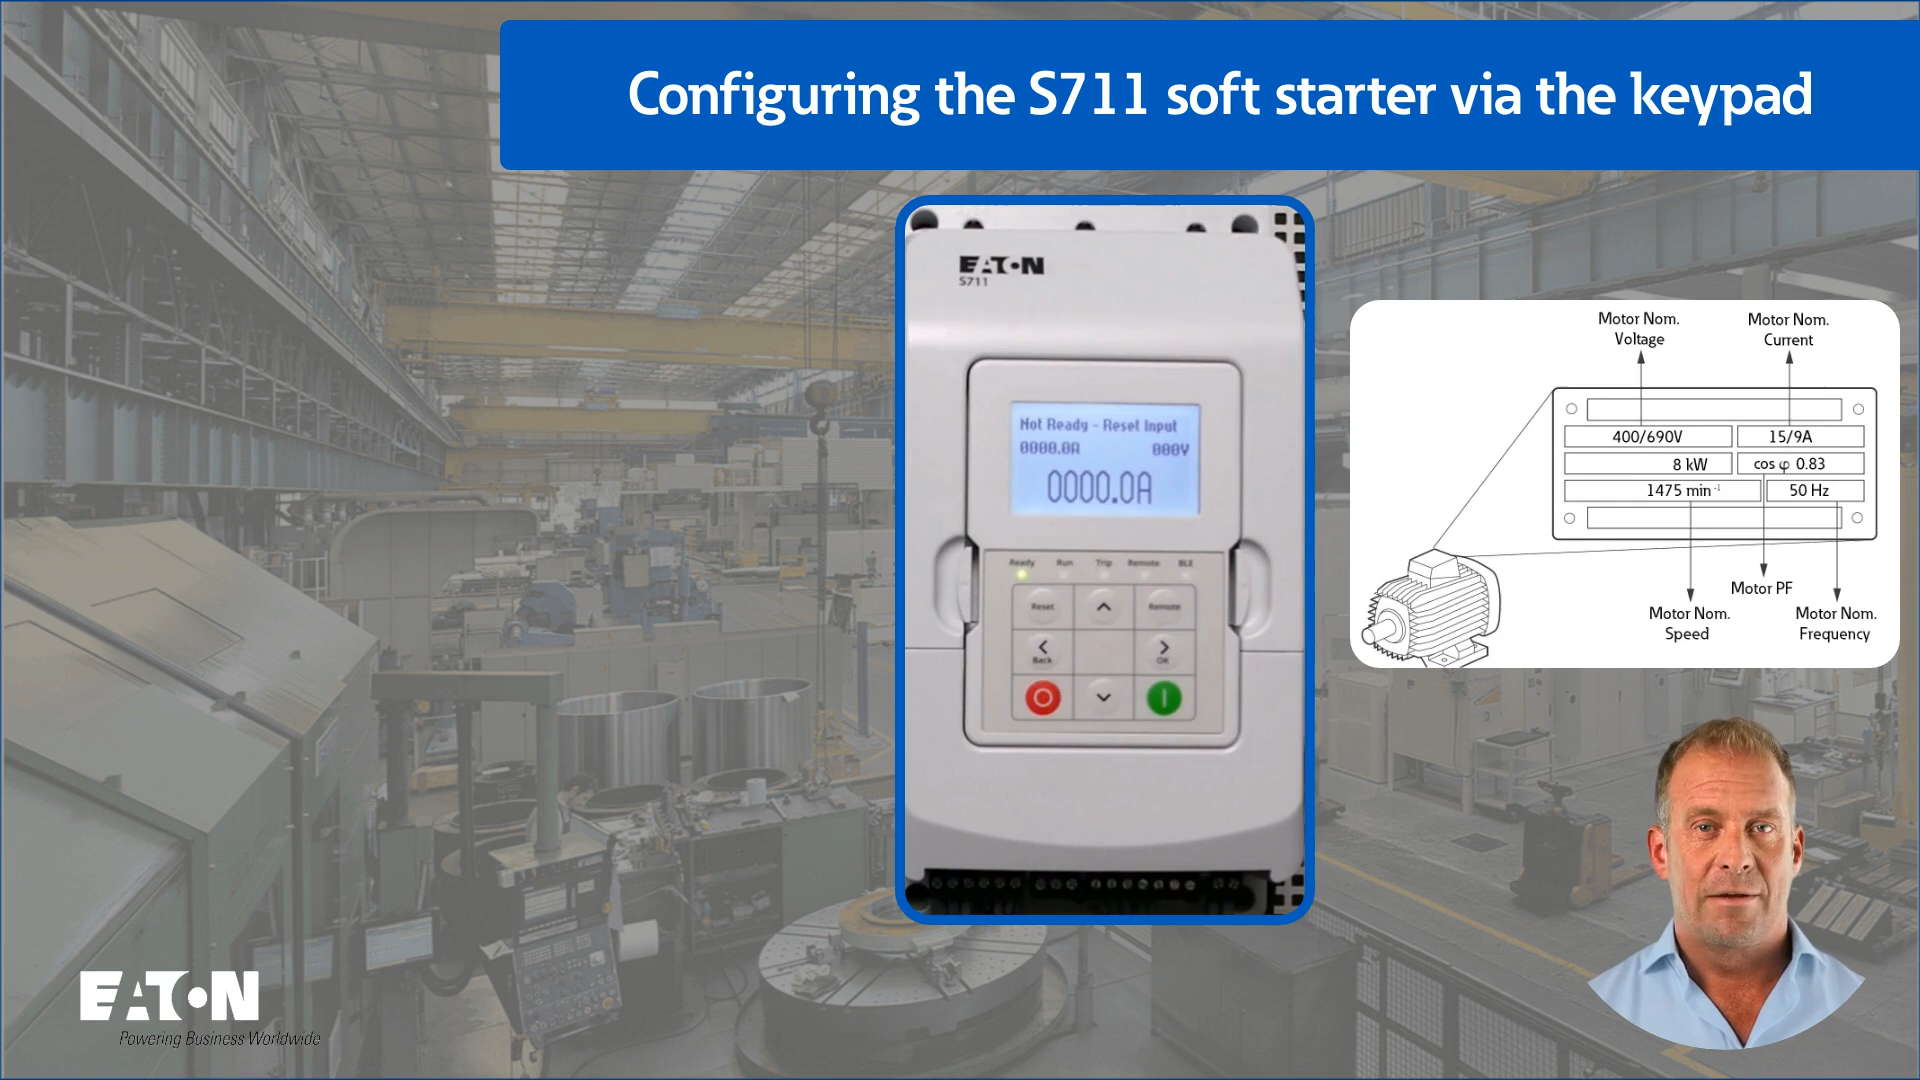 Configuring the S711 soft starter via the keypad
EATON
S711
Not Ready - Reset Input
0000.0A 000V
0000.0A
Ready Run Trip Remote BLE
Reset Remote
Back OK
Motor Nom.
Voltage
Motor Nom.
Current
400/690V 15/9A
8 kW cos φ 0.83
1475 min⁻¹ 50 Hz
Motor PF
Motor Nom.
Speed
Motor Nom.
Frequency
EATON
Powering Business Worldwide